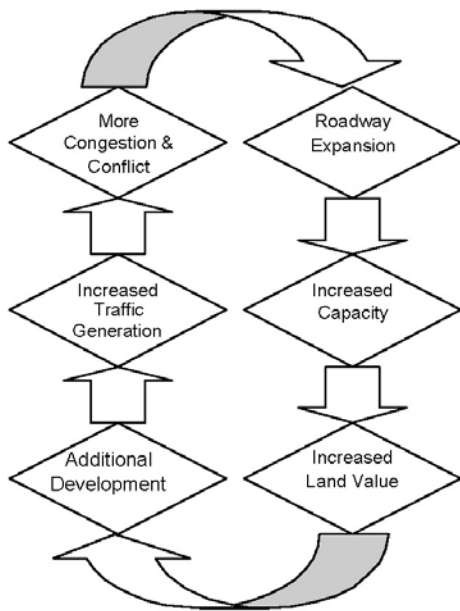 More
Congestion &
Conflict
Roadway
Expansion
Increased
Traffic
Generation
Increased
Capacity
Additional
Development
Increased
Land Value